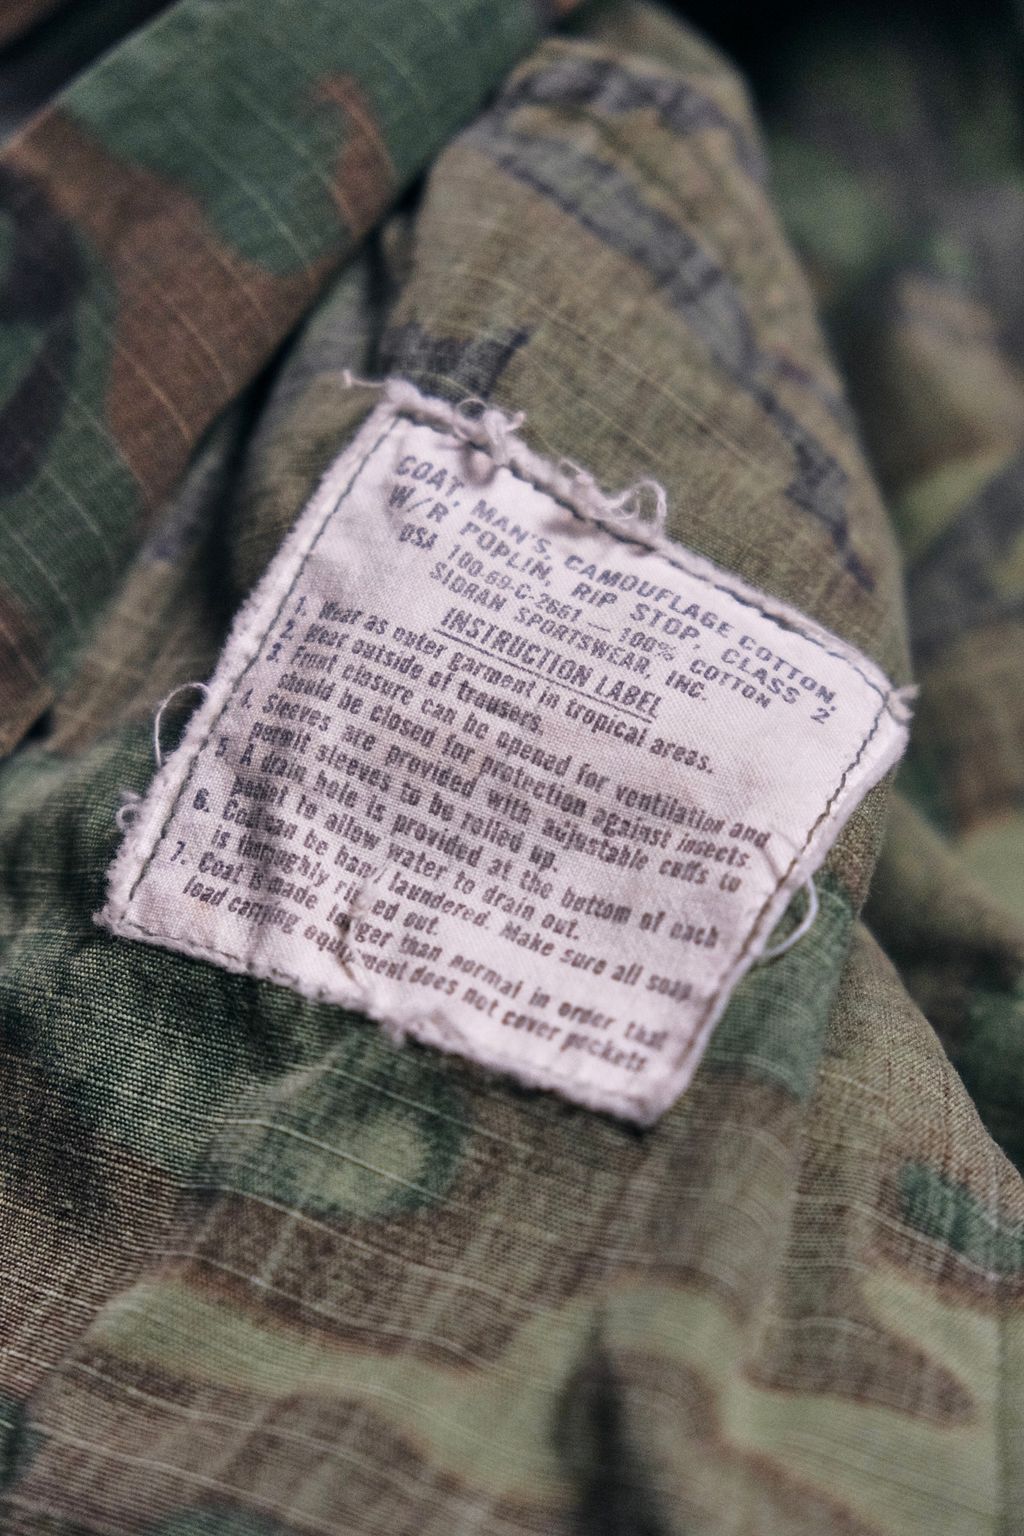 COAT, MAN'S, CAMOUFLAGE COTTON,
W/R POPLIN, RIP STOP, CLASS 2
DSA 100-69-C-2661 — 100% COTTON
SIDRAN SPORTSWEAR, INC.
INSTRUCTION LABEL
1. Wear as outer garment in tropical areas.
2. Wear outside of trousers.
3. Front closure can be opened for ventilation and
should be closed for protection against insects.
4. Sleeves are provided with adjustable cuffs to
permit sleeves to be rolled up.
5. A drain hole is provided at the bottom of each
to allow water to drain out.
6. Coat can be hand laundered. Make sure all soap
is thoroughly rinsed out.
7. Coat is made larger than normal in order that
load carrying equipment does not cover pockets